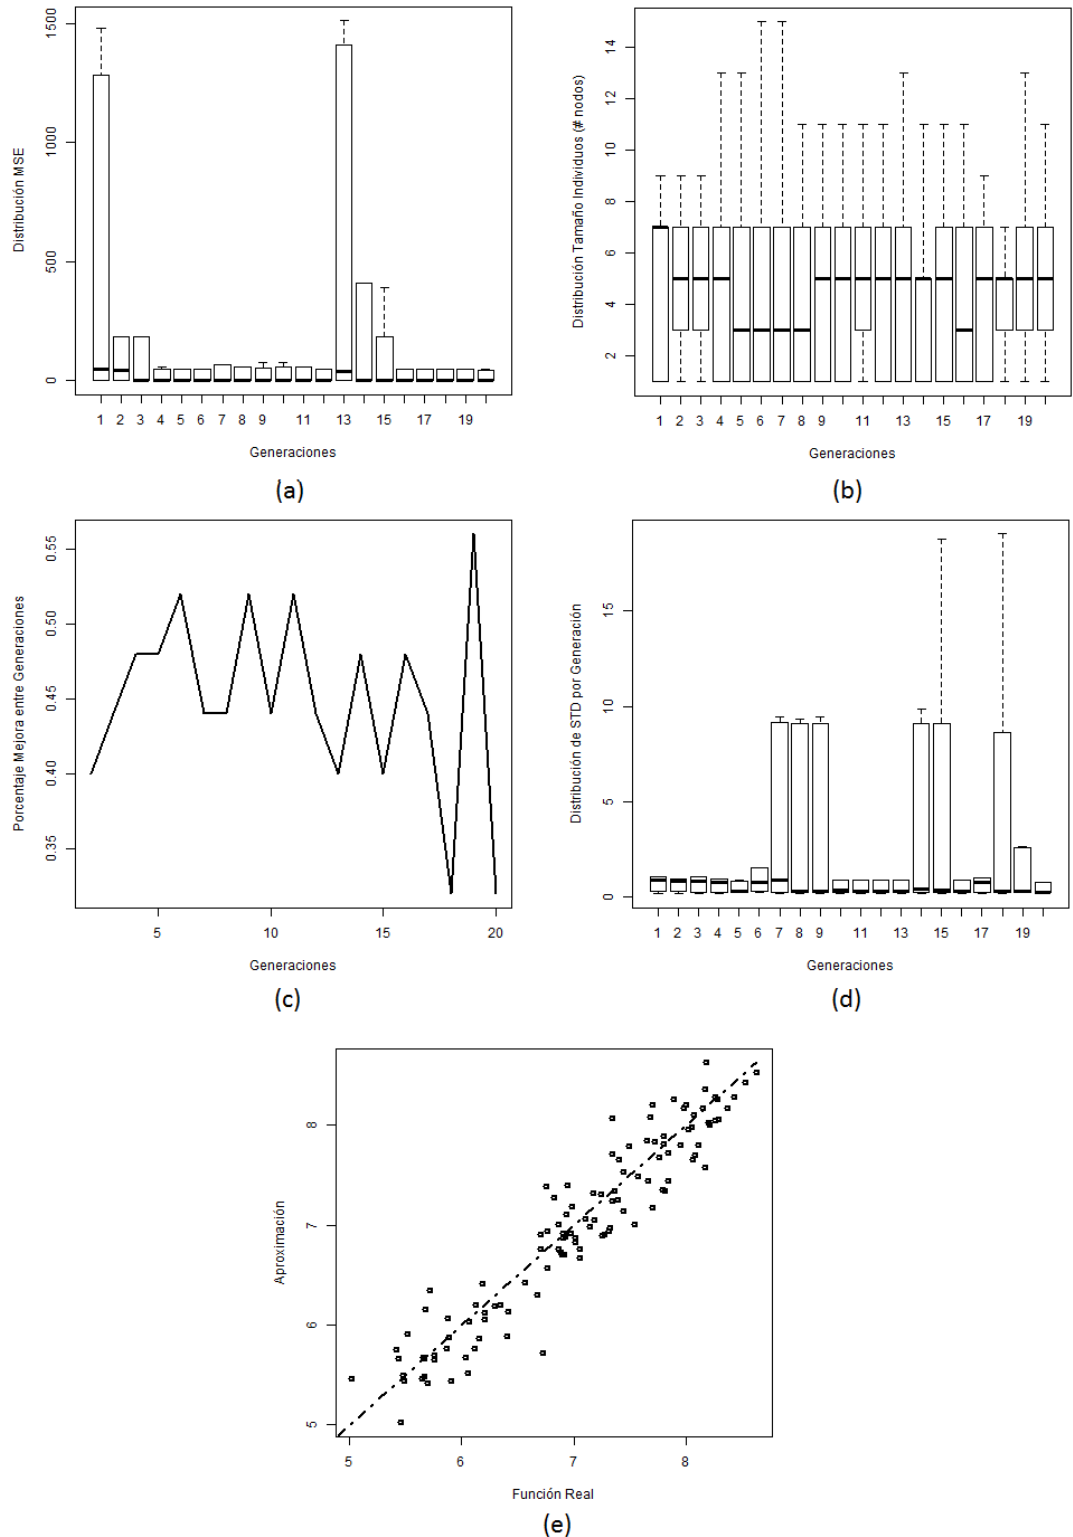 Distribución MSE
1500
1000
500
0
1 2 3 4 5 6 7 8 9 11 13 15 17 19
Generaciones
(a)
Distribución Tamaño Individuos (# nodos)
14
12
10
8
6
4
2
1 2 3 4 5 6 7 8 9 11 13 15 17 19
Generaciones
(b)
Porcentaje Mejora entre Generaciones
0.55
0.50
0.45
0.40
0.35
5 10 15 20
Generaciones
(c)
Distribución de STD por Generación
15
10
5
0
1 2 3 4 5 6 7 8 9 11 13 15 17 19
Generaciones
(d)
Aproximación
8
7
6
5
5 6 7 8
Función Real
(e)